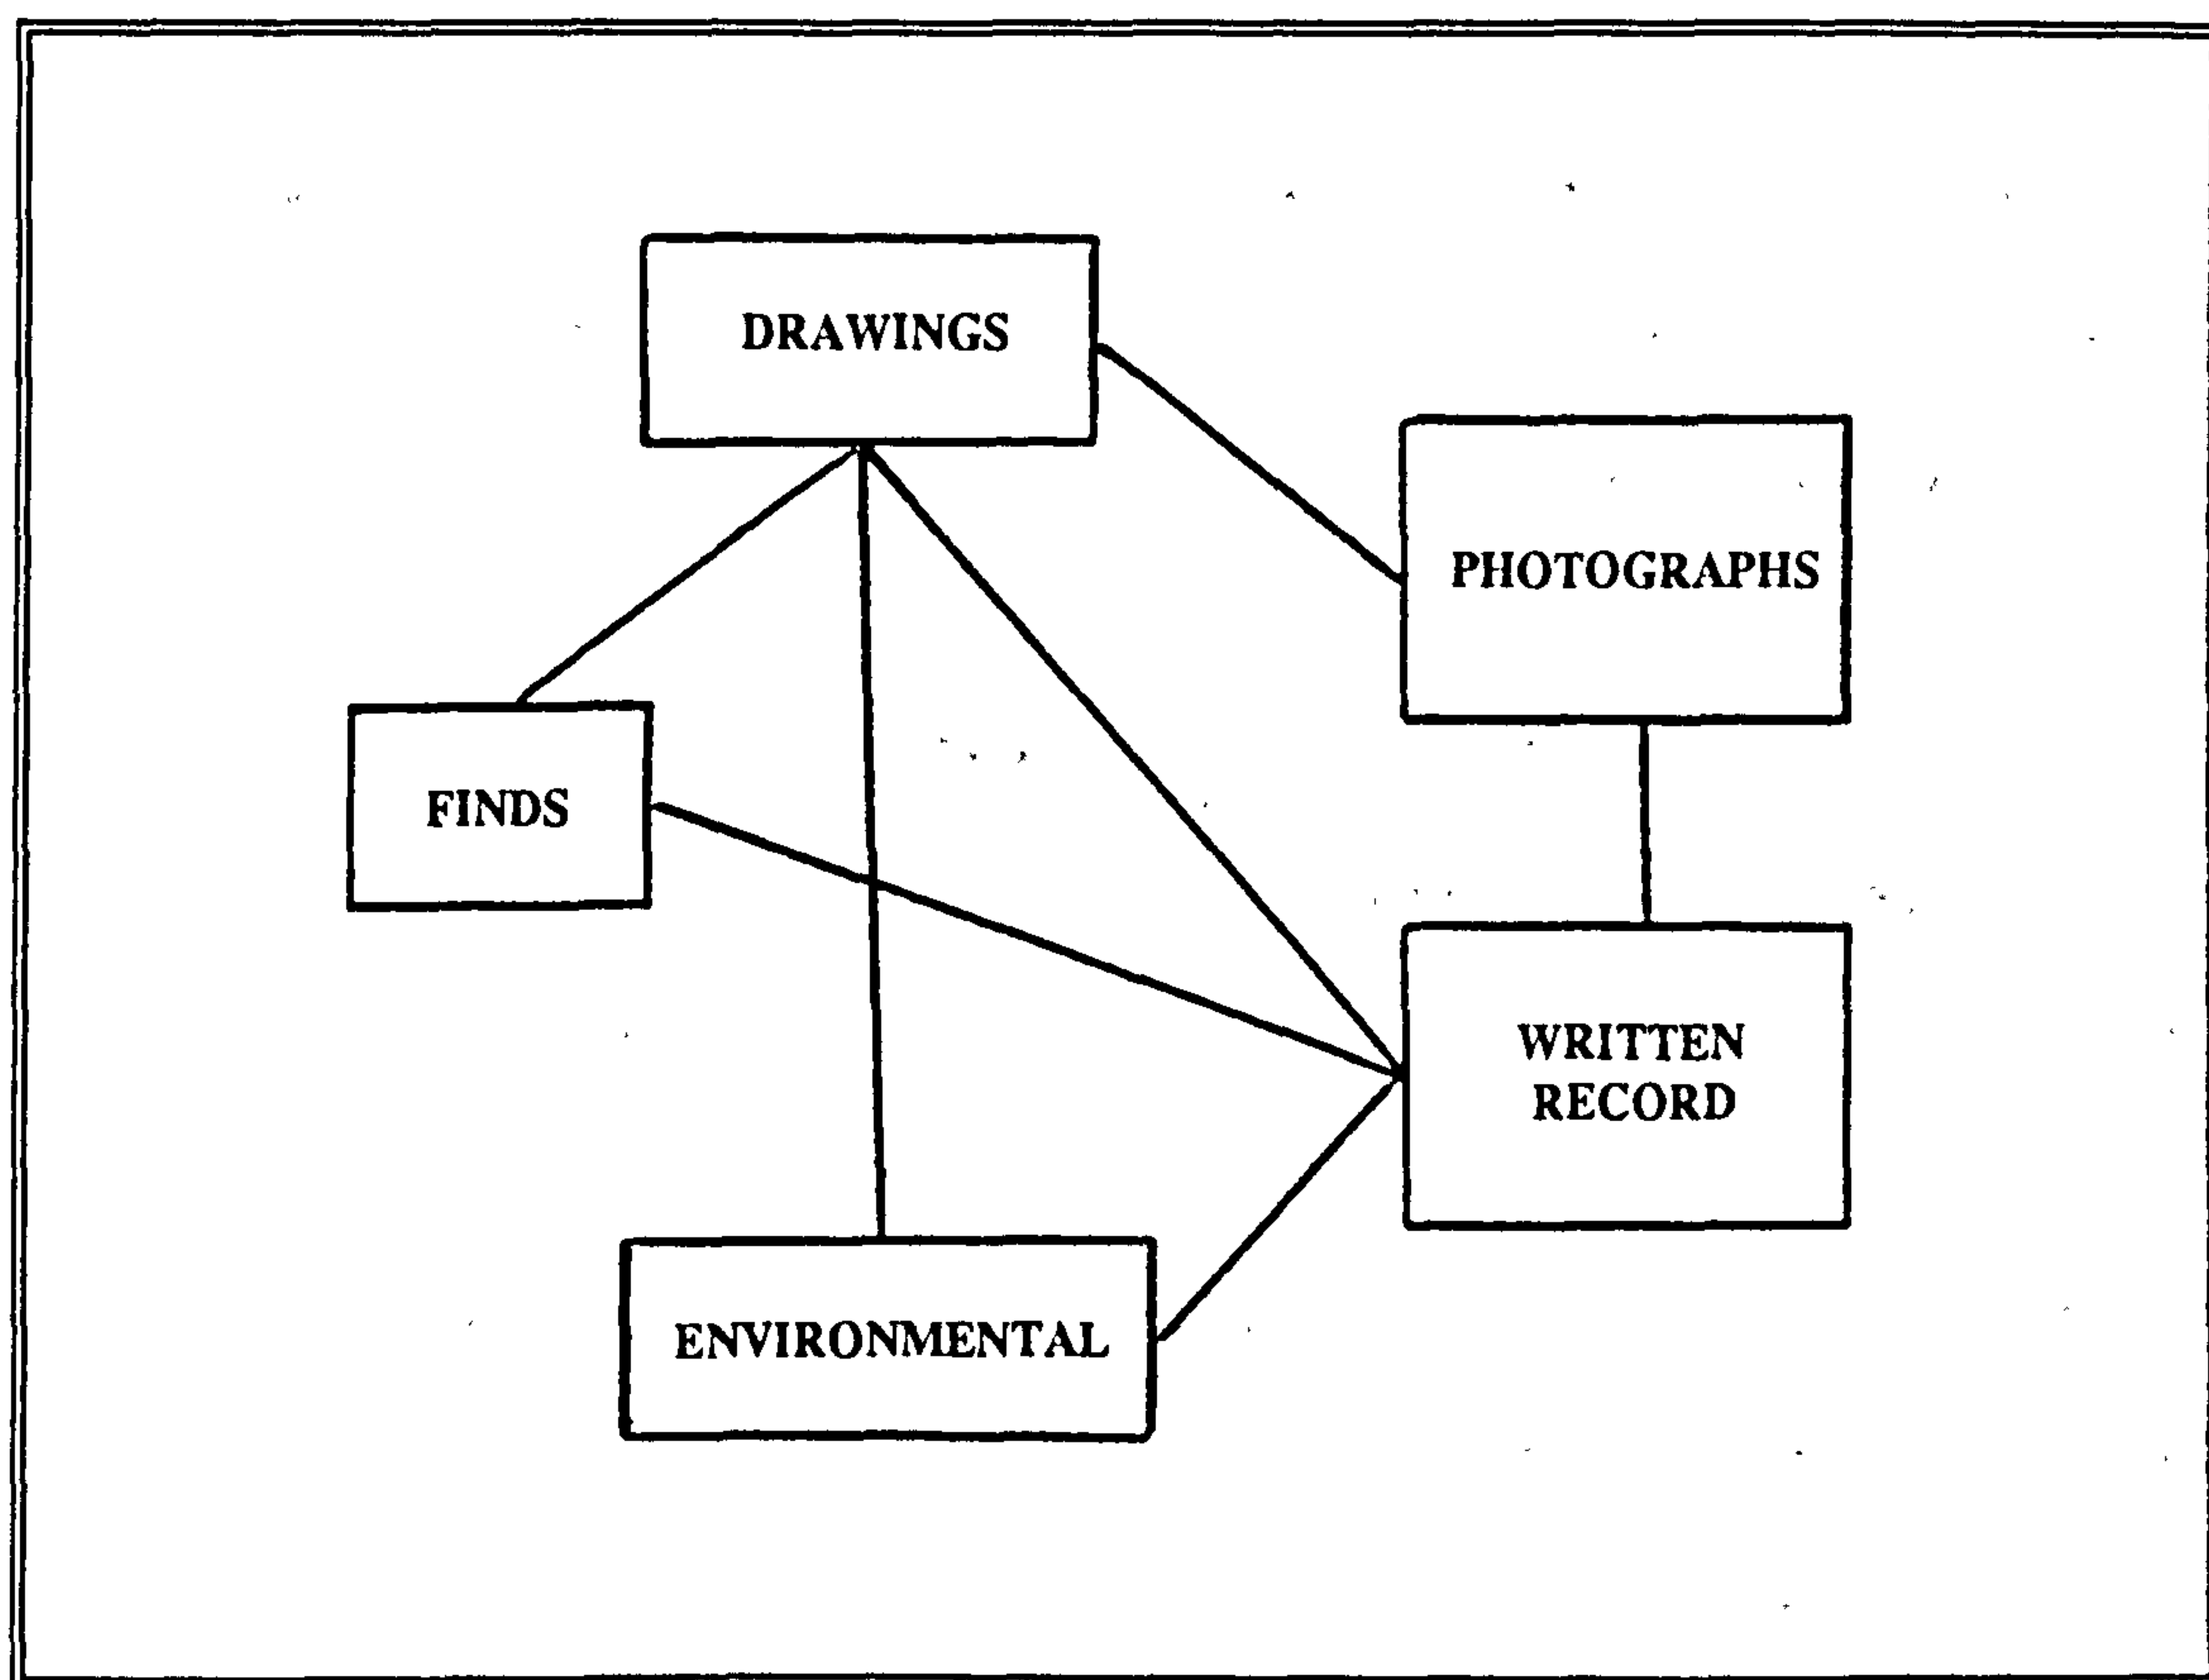 DRAWINGS
PHOTOGRAPHS
FINDS
WRITTEN
RECORD
ENVIRONMENTAL